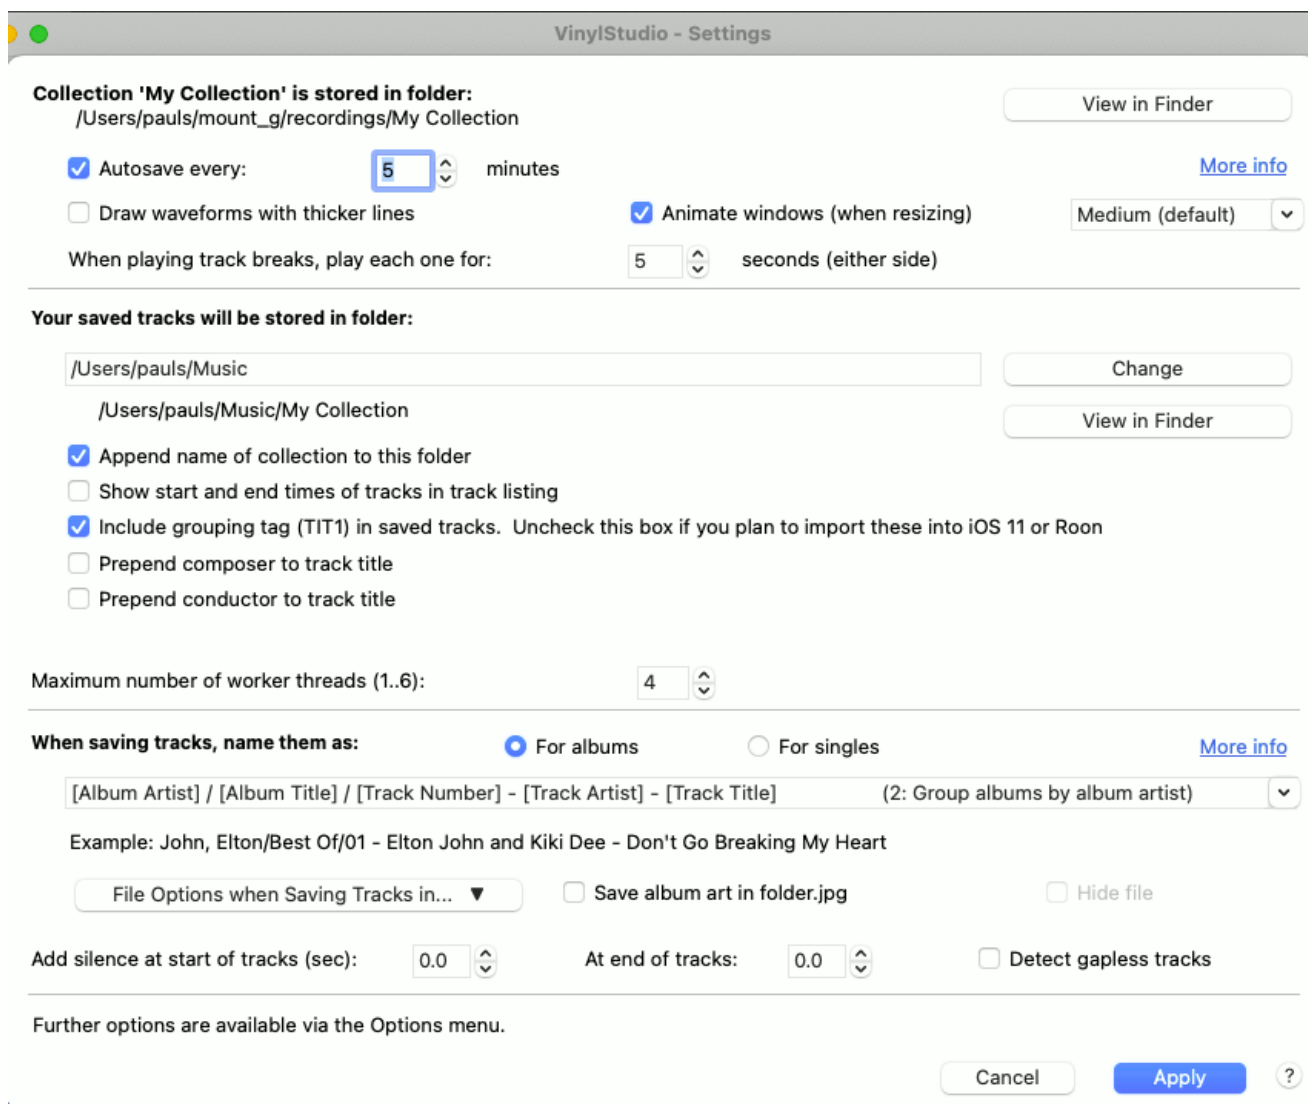 VinylStudio - Settings
Collection 'My Collection' is stored in folder:
View in Finder
/Users/pauls/mount_g/recordings/My Collection
Autosave every: 5 minutes More info
Draw waveforms with thicker lines Animate windows (when resizing) Medium (default)
When playing track breaks, play each one for: 5 seconds (either side)
Your saved tracks will be stored in folder:
/Users/pauls/Music Change
/Users/pauls/Music/My Collection View in Finder
Append name of collection to this folder
Show start and end times of tracks in track listing
Include grouping tag (TIT1) in saved tracks.  Uncheck this box if you plan to import these into iOS 11 or Roon
Prepend composer to track title
Prepend conductor to track title
Maximum number of worker threads (1..6): 4
When saving tracks, name them as: For albums For singles More info
[Album Artist] / [Album Title] / [Track Number] - [Track Artist] - [Track Title] (2: Group albums by album artist)
Example: John, Elton/Best Of/01 - Elton John and Kiki Dee - Don't Go Breaking My Heart
File Options when Saving Tracks in... ▼ Save album art in folder.jpg Hide file
Add silence at start of tracks (sec): 0.0 At end of tracks: 0.0 Detect gapless tracks
Further options are available via the Options menu.
Cancel Apply ?